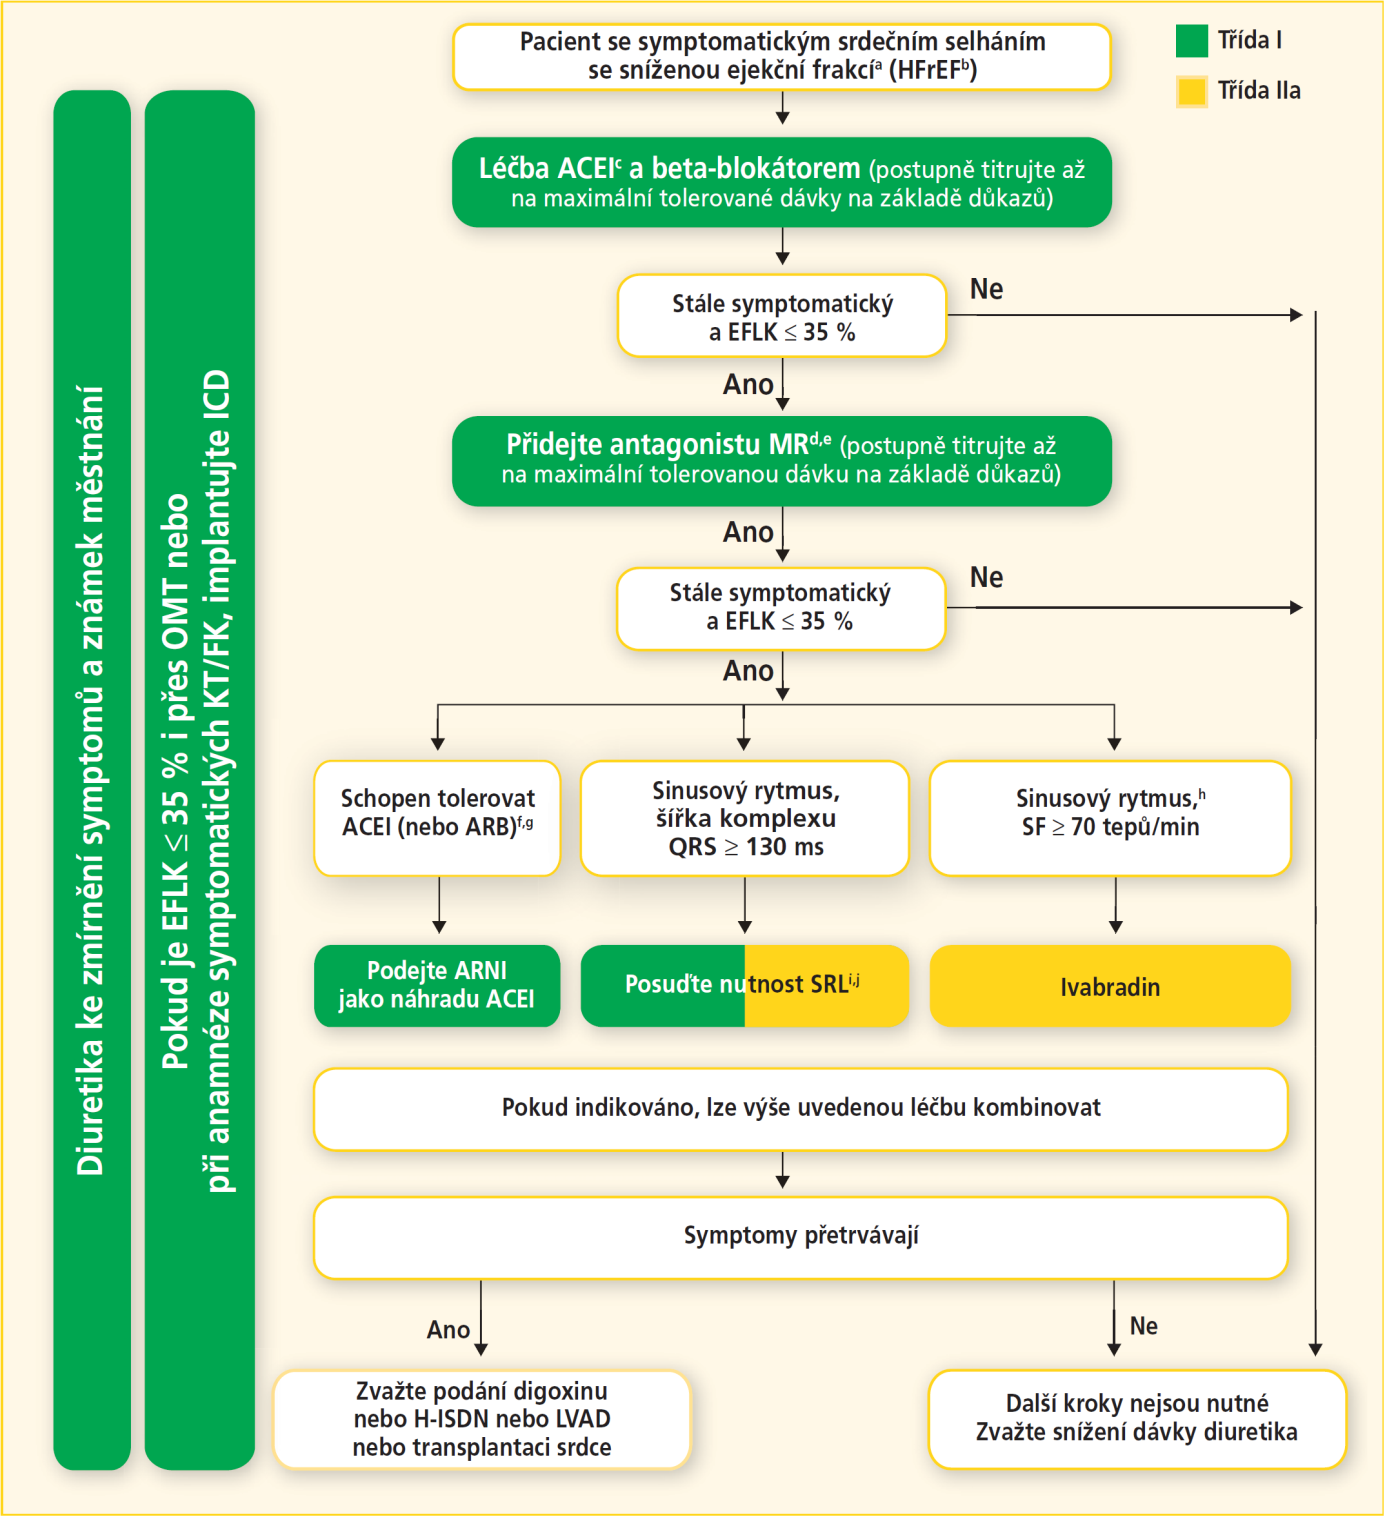 Pacient se symptomatickým srdečním selháním
se sníženou ejekční frakcíᵃ (HFrEFᵇ)
Třída I
Třída IIa
Léčba ACEIᶜ a beta-blokátorem (postupně titrujte až
na maximální tolerované dávky na základě důkazů)
Stále symptomatický
a EFLK ≤ 35 %
Ne
Ano
Přidejte antagonistu MRᵈ,ᵉ (postupně titrujte až
na maximální tolerovanou dávku na základě důkazů)
Ano
Stále symptomatický
a EFLK ≤ 35 %
Ne
Ano
Schopen tolerovat
ACEI (nebo ARB)ᶠ,ᵍ
Sinusový rytmus,
šířka komplexu
QRS ≥ 130 ms
Sinusový rytmus,ʰ
SF ≥ 70 tepů/min
Podejte ARNI
jako náhradu ACEI
Posuďte nutnost SRLⁱ,ʲ
Ivabradin
Pokud indikováno, lze výše uvedenou léčbu kombinovat
Symptomy přetrvávají
Ano
Ne
Zvažte podání digoxinu
nebo H-ISDN nebo LVAD
nebo transplantaci srdce
Další kroky nejsou nutné
Zvažte snížení dávky diuretika
Diuretika ke zmírnění symptomů a známek městnání
Pokud je EFLK ≤ 35 % i přes OMT nebo
při anamnéze symptomatických KT/FK, implantujte ICD